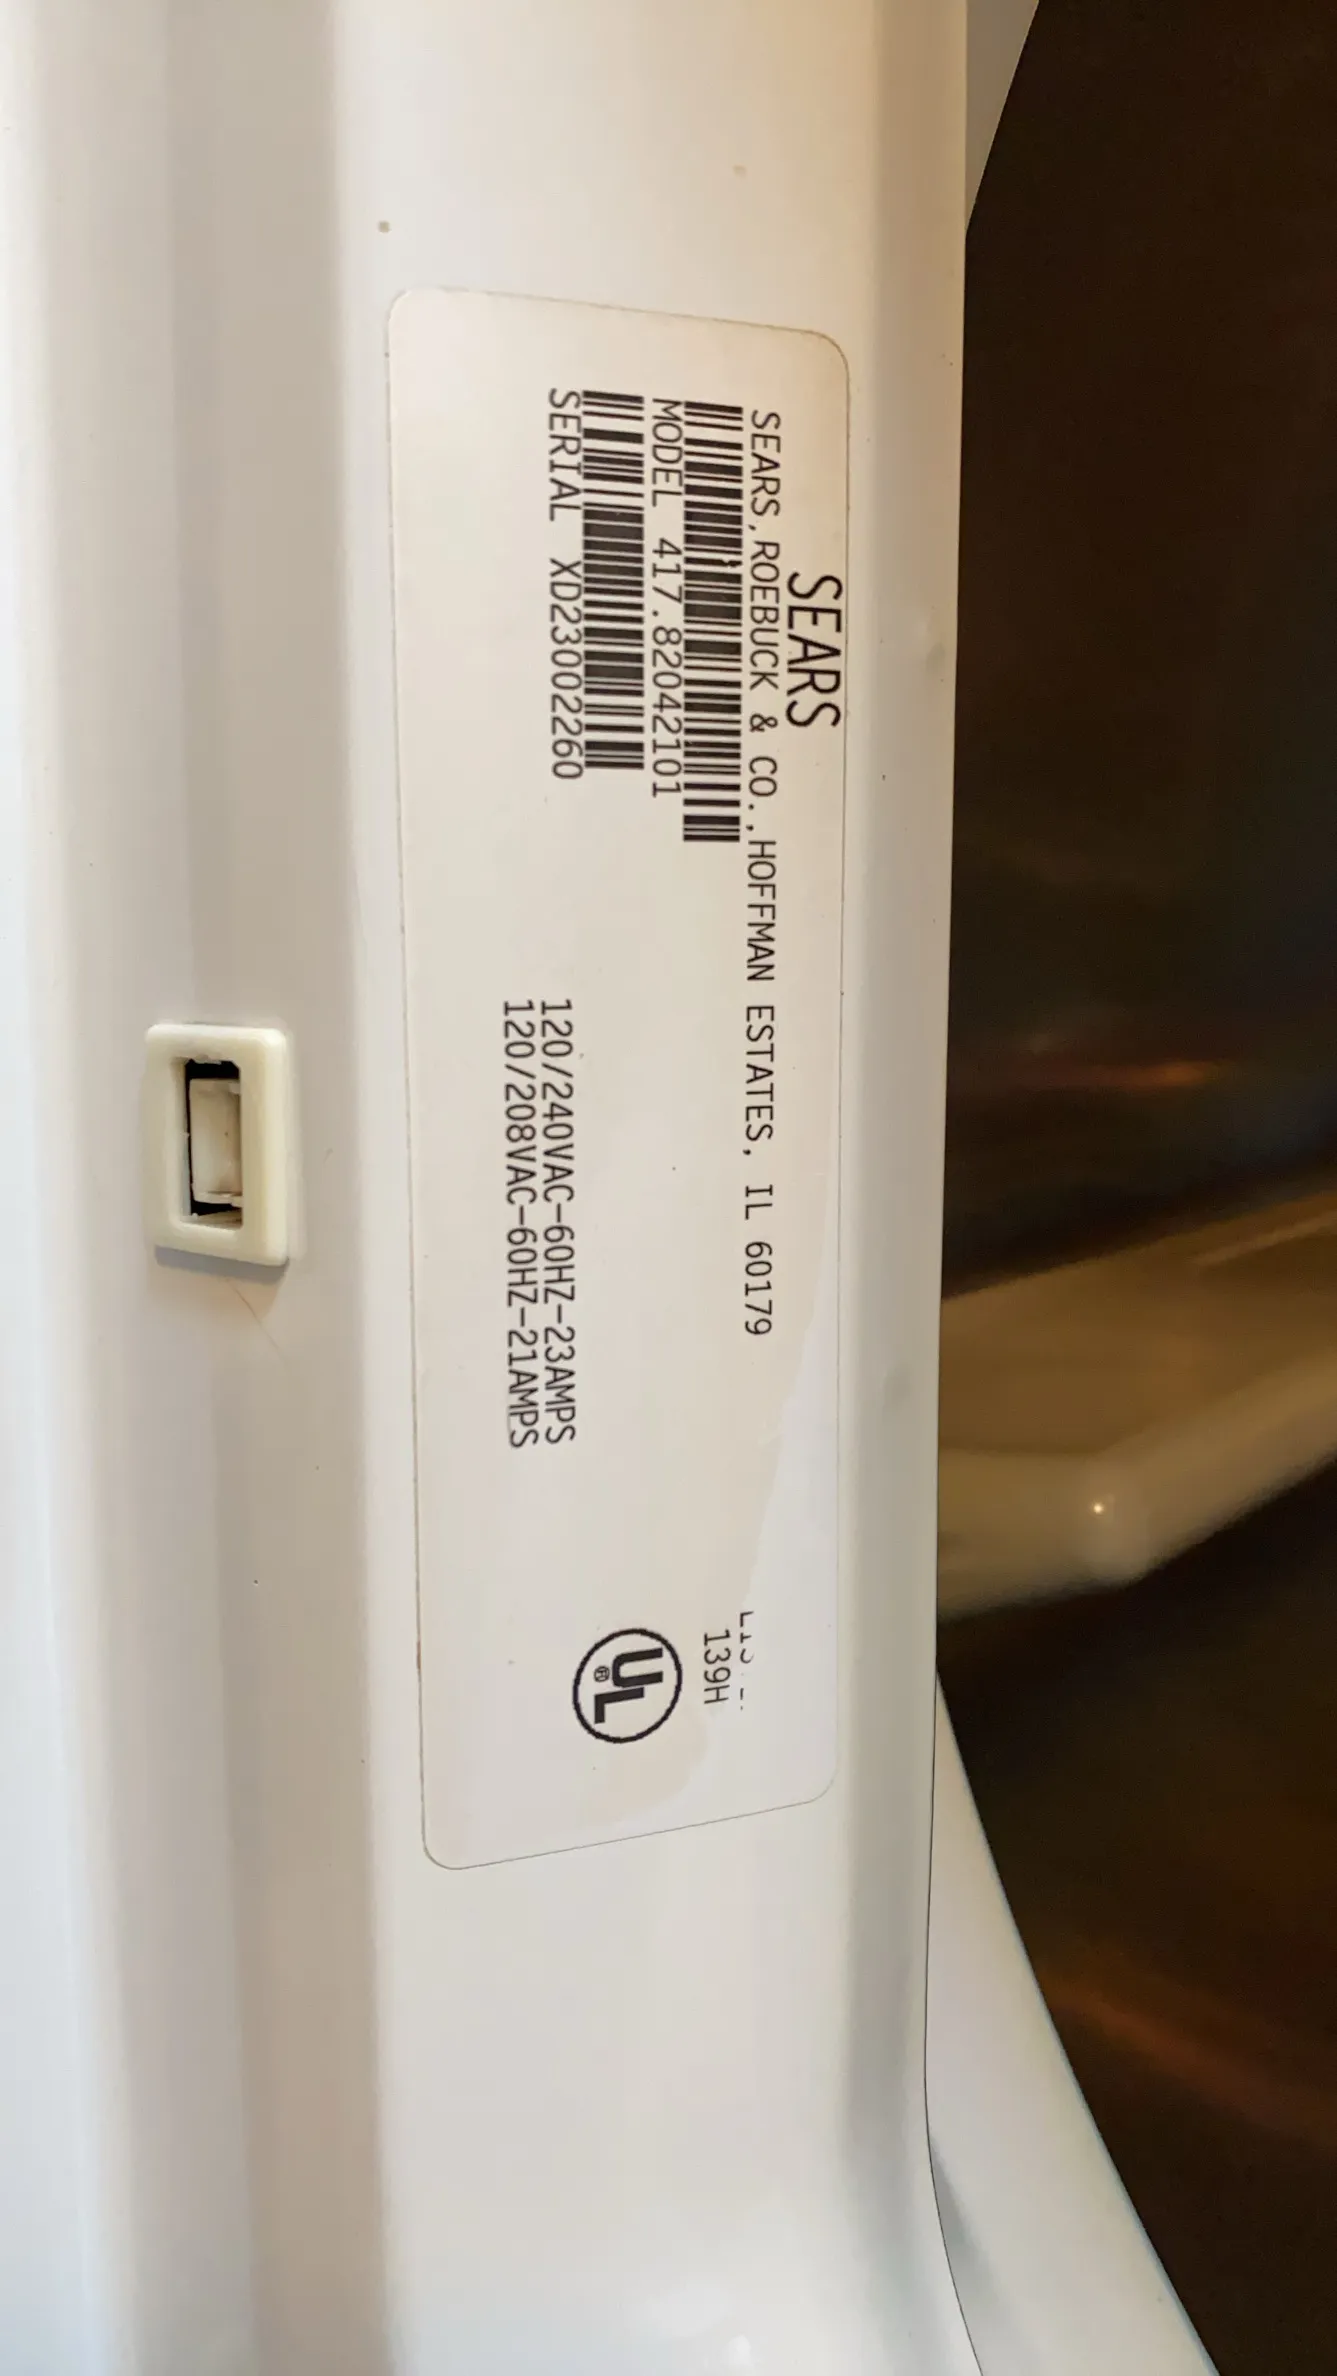 SEARS
SEARS, ROEBUCK & CO., HOFFMAN ESTATES, IL 60179
MODEL 417.82042101
SERIAL XD23002260
120/240VAC-60HZ-23AMPS
120/208VAC-60HZ-21AMPS
139H
UL
®